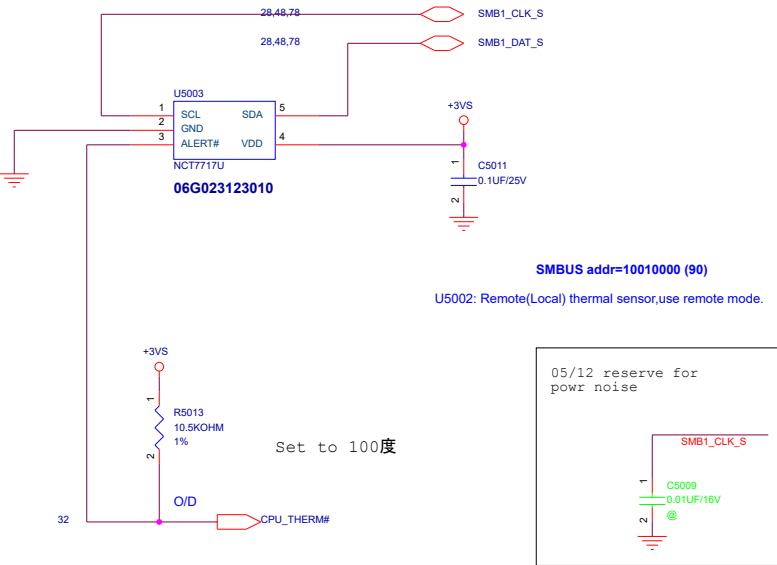 28,48,78
SMB1_CLK_S
28,48,78
SMB1_DAT_S
U5003
1
SCL
SDA
5
2
GND
3
ALERT#
VDD
4
NCT7717U
06G023123010
+3VS
1
C5011
0.1UF/25V
2
SMBUS addr=10010000 (90)
U5002: Remote(Local) thermal sensor,use remote mode.
+3VS
1
R5013
10.5KOHM
1%
2
Set to 100度
O/D
32
CPU_THERM#
05/12 reserve for
powr noise
SMB1_CLK_S
1
C5009
0.01UF/16V
@
2